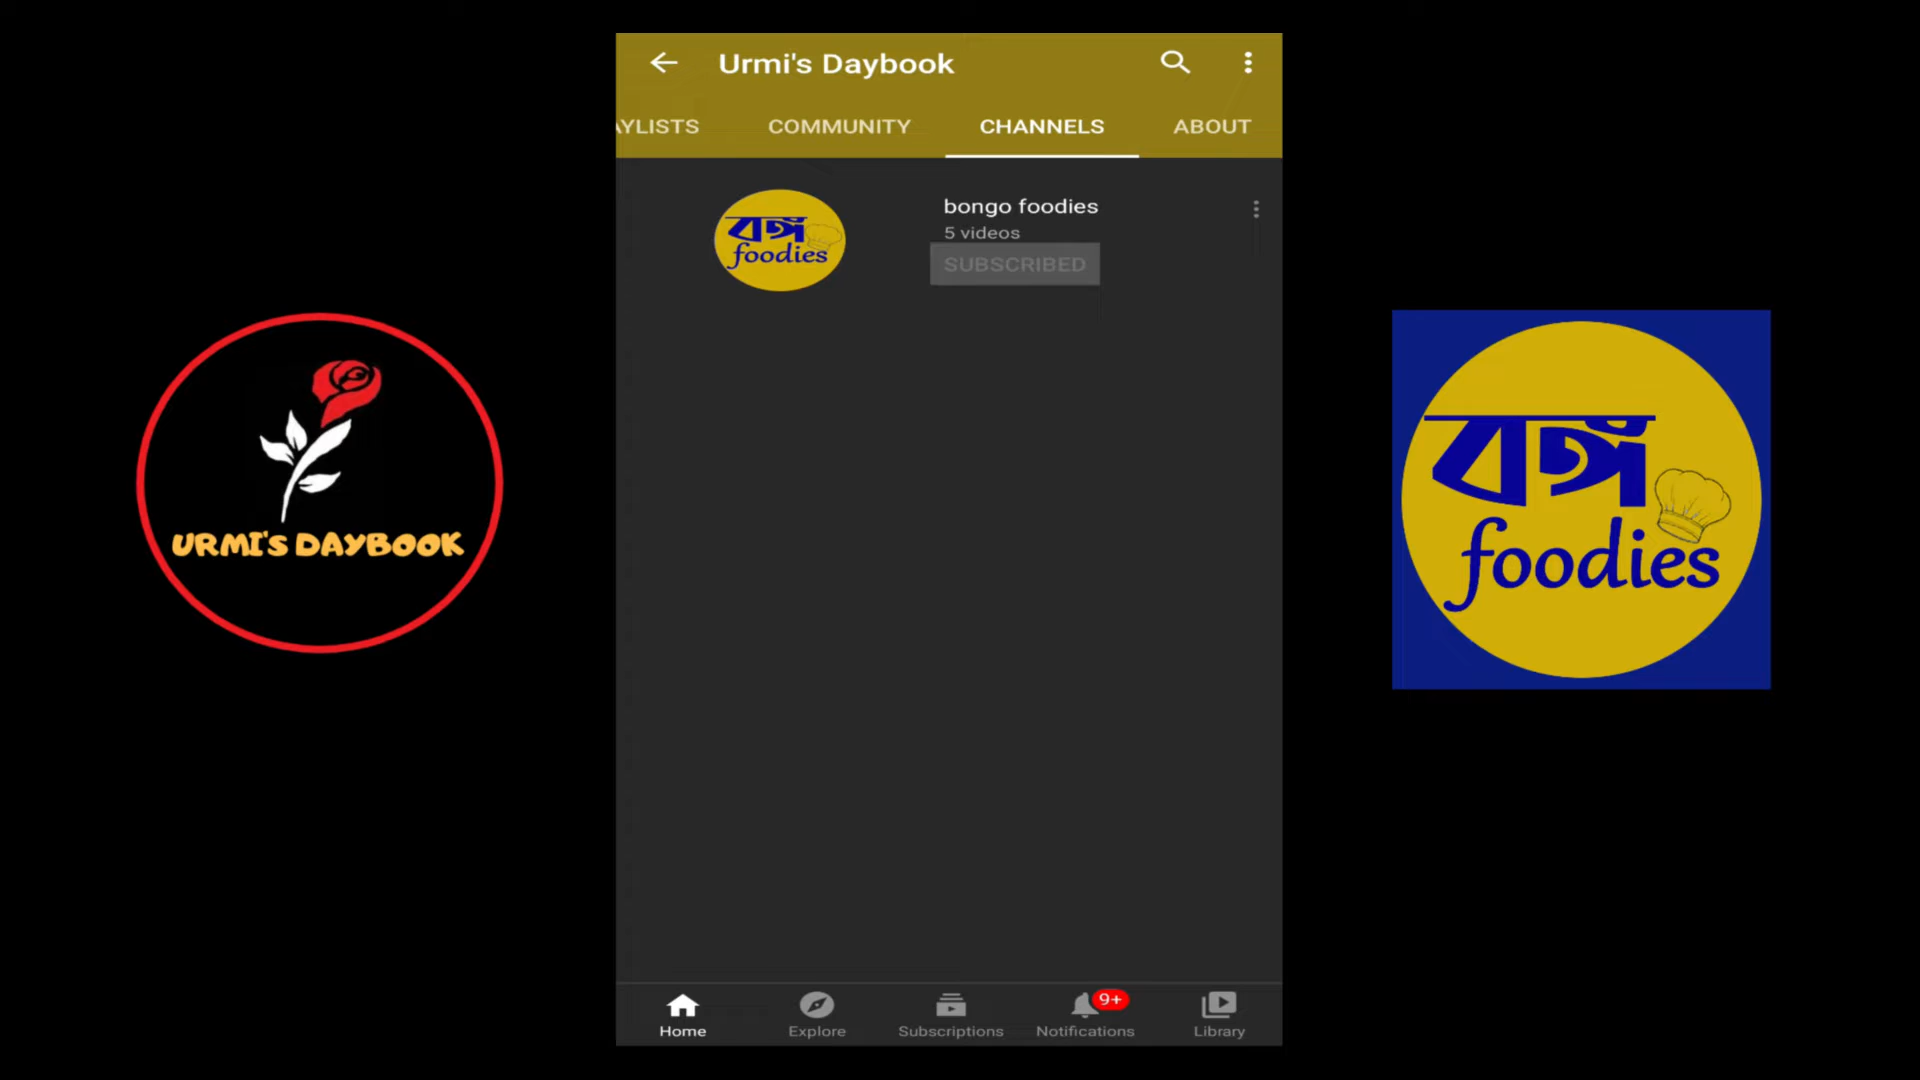 Urmi's Daybook
AYLISTS COMMUNITY CHANNELS ABOUT
বঙ্গ
foodies
bongo foodies
5 videos
SUBSCRIBED
URMI'S DAYBOOK
বঙ্গ
foodies
9+
Home Explore Subscriptions Notifications Library